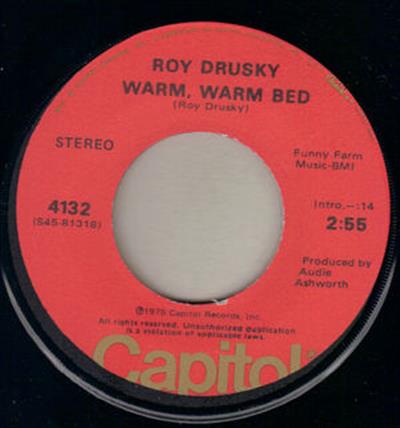 ROY DRUSKY
WARM, WARM BED
(Roy Drusky)
STEREO
Funny Farm
Music-BMI
4132
(S45-81318)
Intro.-:14
2:55
Produced by
Audie
Ashworth
℗1975 Capitol Records, Inc.
All rights reserved. Unauthorized duplication
is a violation of applicable laws.
Capitol